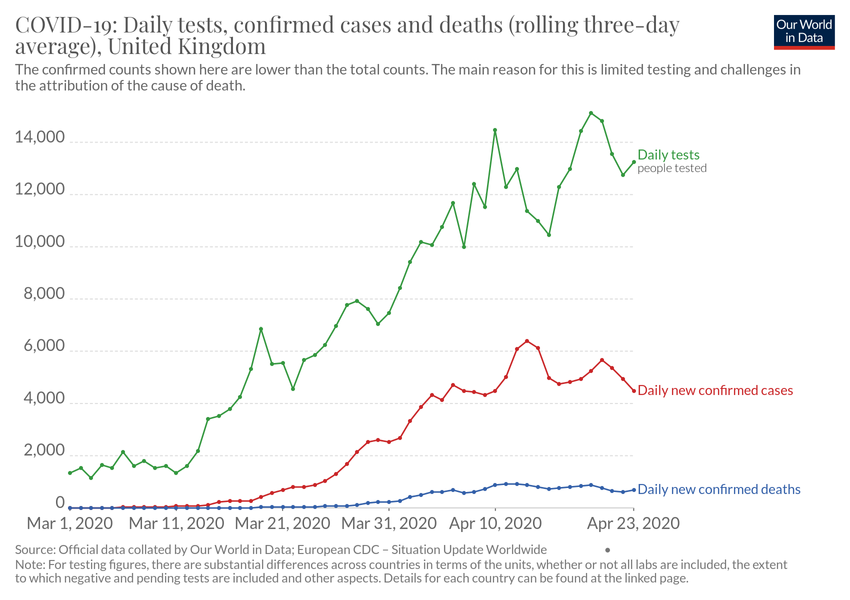 COVID-19: Daily tests, confirmed cases and deaths (rolling three-day
average), United Kingdom
Our World
in Data
The confirmed counts shown here are lower than the total counts. The main reason for this is limited testing and challenges in
the attribution of the cause of death.
14,000
12,000
10,000
8,000
6,000
4,000
2,000
0
Daily tests
people tested
Daily new confirmed cases
Daily new confirmed deaths
Mar 1, 2020
Mar 11, 2020
Mar 21, 2020
Mar 31, 2020
Apr 10, 2020
Apr 23, 2020
Source: Official data collated by Our World in Data; European CDC – Situation Update Worldwide •
Note: For testing figures, there are substantial differences across countries in terms of the units, whether or not all labs are included, the extent
to which negative and pending tests are included and other aspects. Details for each country can be found at the linked page.